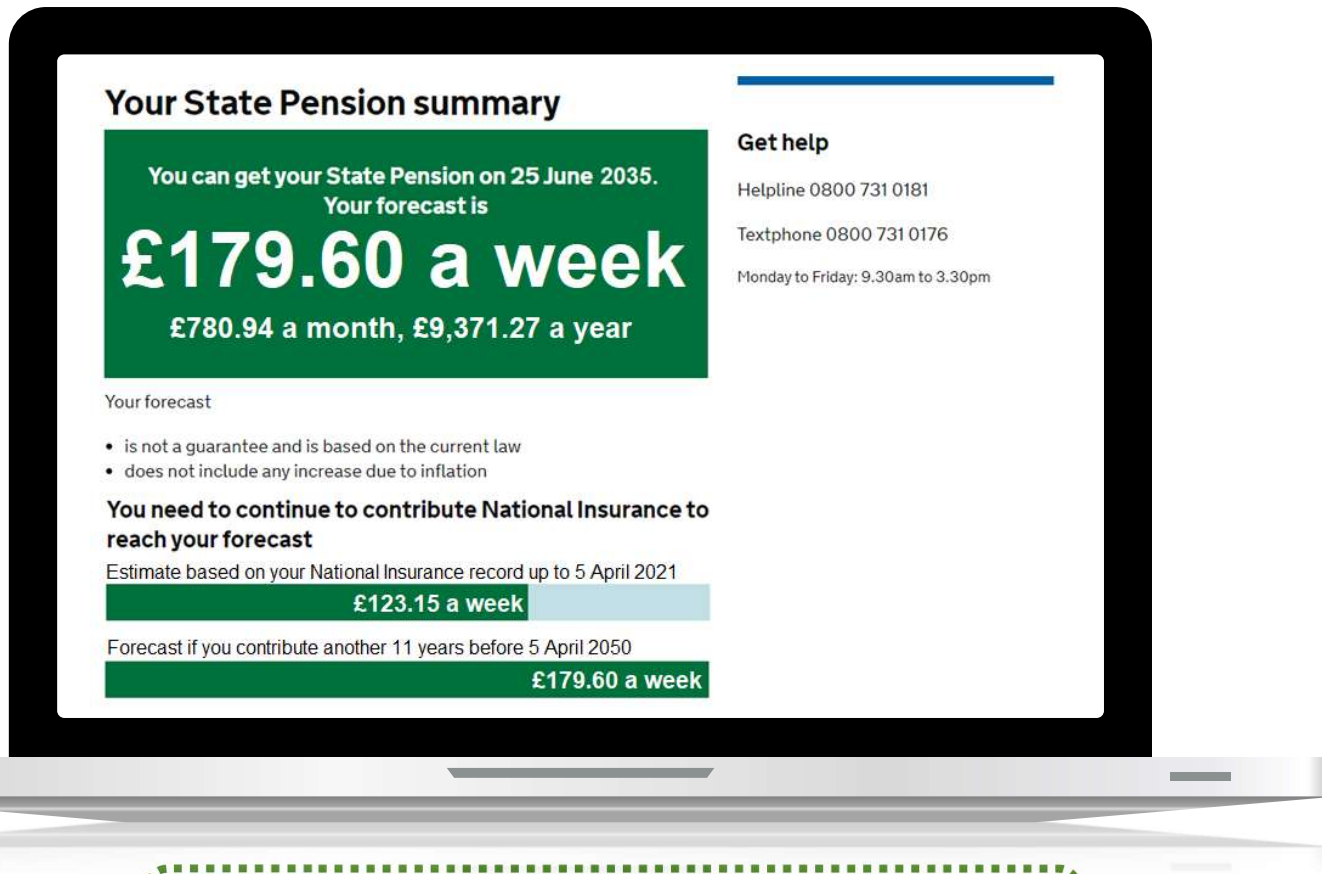 Your State Pension summary
You can get your State Pension on 25 June 2035.
Your forecast is
£179.60 a week
£780.94 a month, £9,371.27 a year
Your forecast
• is not a guarantee and is based on the current law
• does not include any increase due to inflation
You need to continue to contribute National Insurance to
reach your forecast
Estimate based on your National Insurance record up to 5 April 2021
£123.15 a week
Forecast if you contribute another 11 years before 5 April 2050
£179.60 a week
Get help
Helpline 0800 731 0181
Textphone 0800 731 0176
Monday to Friday: 9.30am to 3.30pm